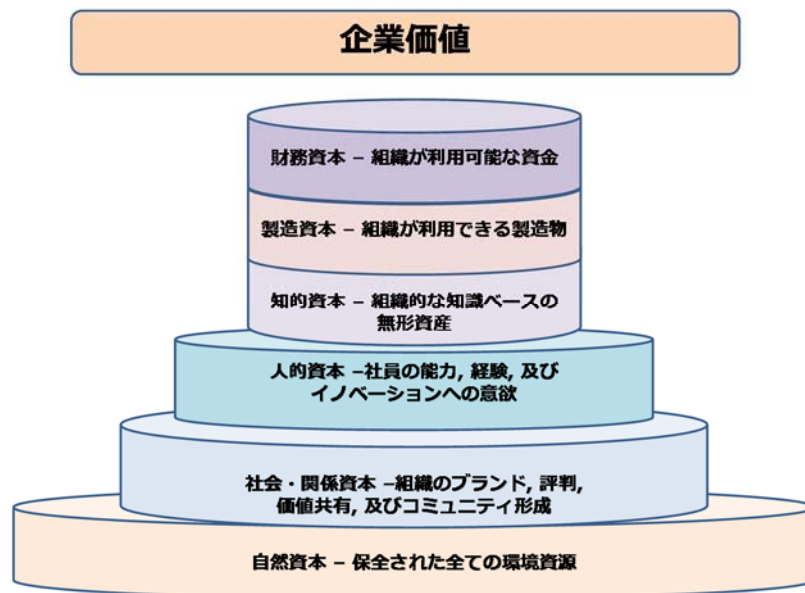 企業価値
財務資本 – 組織が利用可能な資金
製造資本 – 組織が利用できる製造物
知的資本 – 組織的な知識ベースの
無形資産
人的資本 –社員の能力, 経験, 及び
イノベーションへの意欲
社会・関係資本 –組織のブランド, 評判,
価値共有, 及びコミュニティ形成
自然資本 – 保全された全ての環境資源